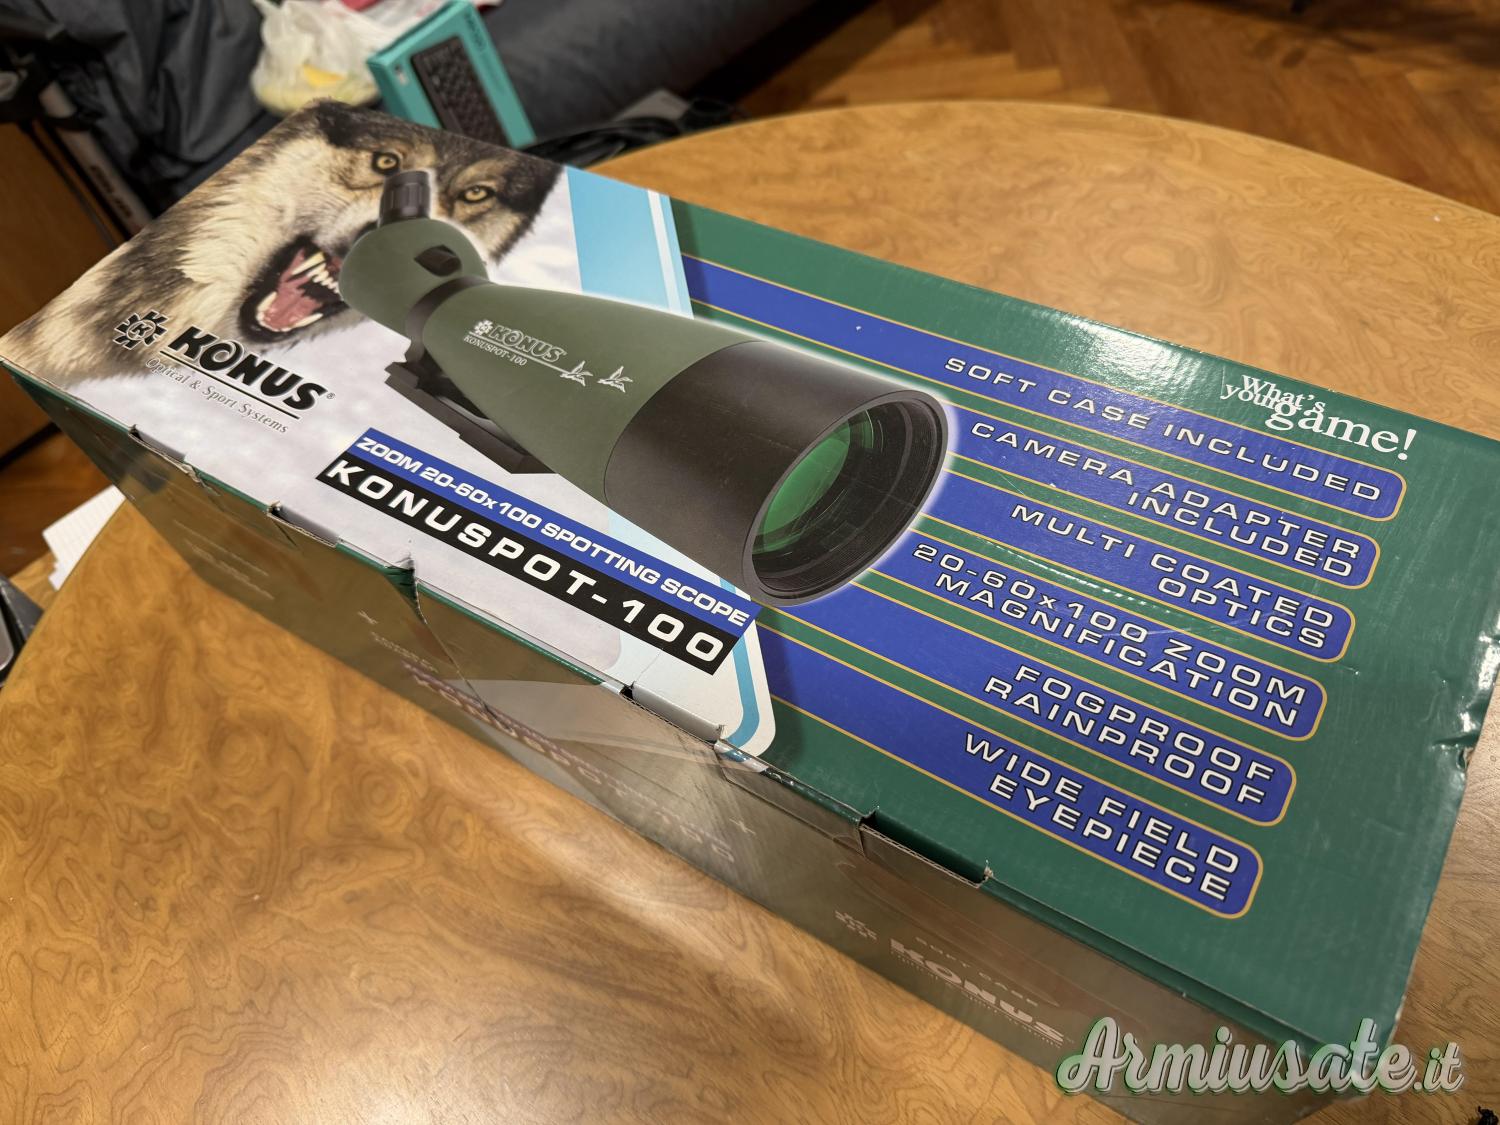 KONUS®
Optical & Sport Systems
KONUS
KONUSPOT-100
ZOOM 20-60x100 SPOTTING SCOPE
KONUSPOT-100
What's
your
game!
SOFT CASE INCLUDED
CAMERA ADAPTER
INCLUDED
MULTI COATED
OPTICS
20-60x100 ZOOM
MAGNIFICATION
FOGPROOF
RAINPROOF
WIDE FIELD
EYEPIECE
SOFT CASE
KONUS
Armiusate.it